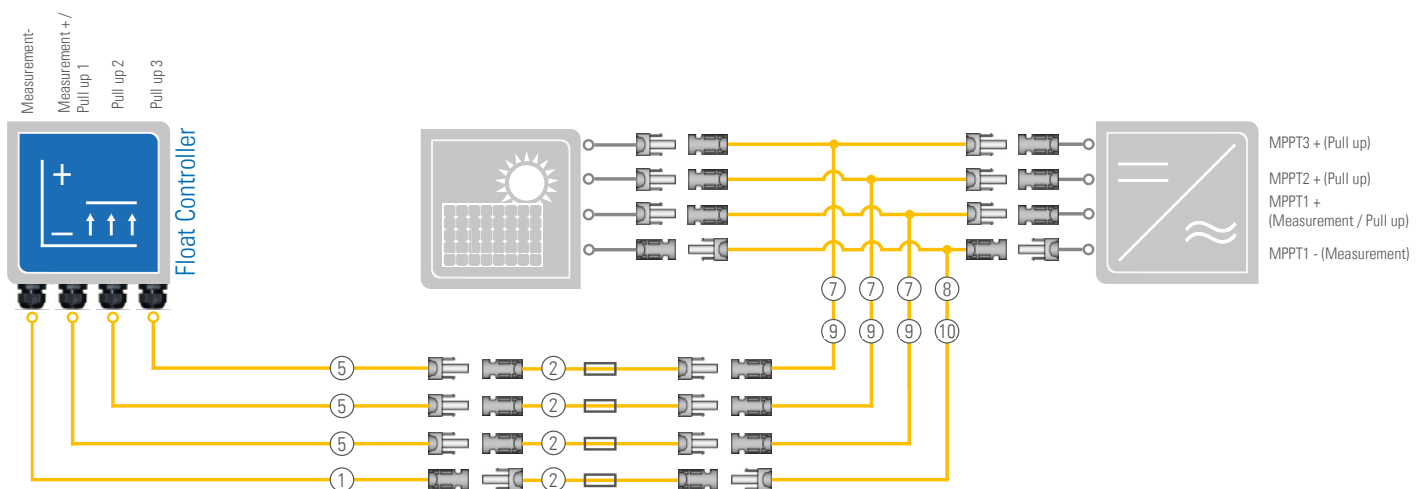 Measurement-
Measurement + /
Pull up 1
Pull up 2
Pull up 3
Float Controller
+
−
MPPT3 + (Pull up)
MPPT2 + (Pull up)
MPPT1 +
(Measurement / Pull up)
MPPT1 - (Measurement)
7 7 7 8
9 9 9 10
5 2
5 2
5 2
1 2